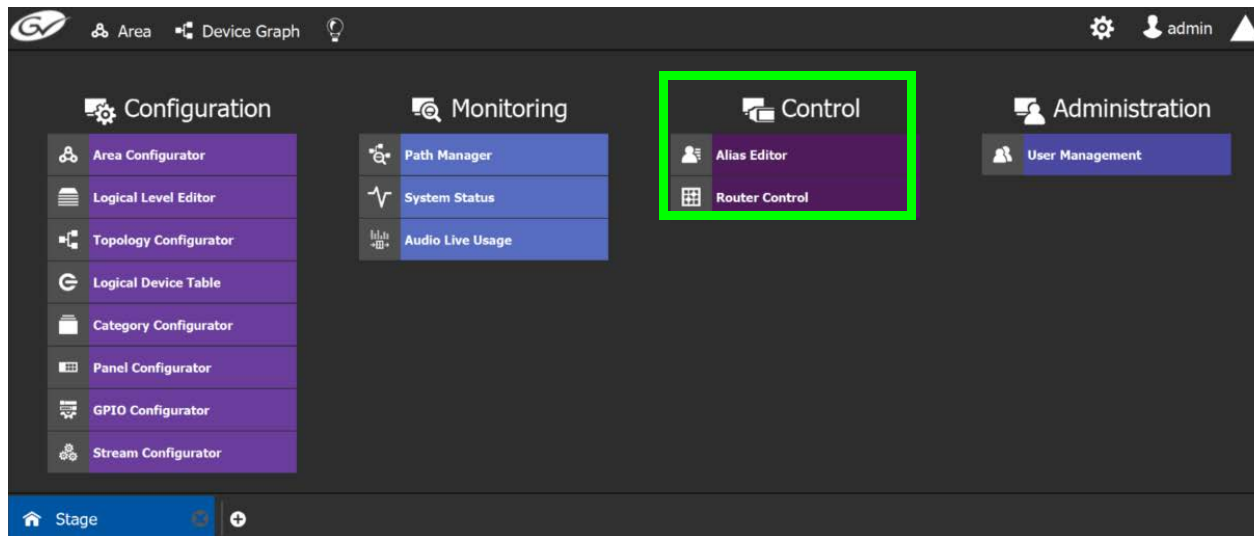 GV Area Device Graph admin
Configuration
Area Configurator
Logical Level Editor
Topology Configurator
Logical Device Table
Category Configurator
Panel Configurator
GPIO Configurator
Stream Configurator
Monitoring
Path Manager
System Status
Audio Live Usage
Control
Alias Editor
Router Control
Administration
User Management
Stage